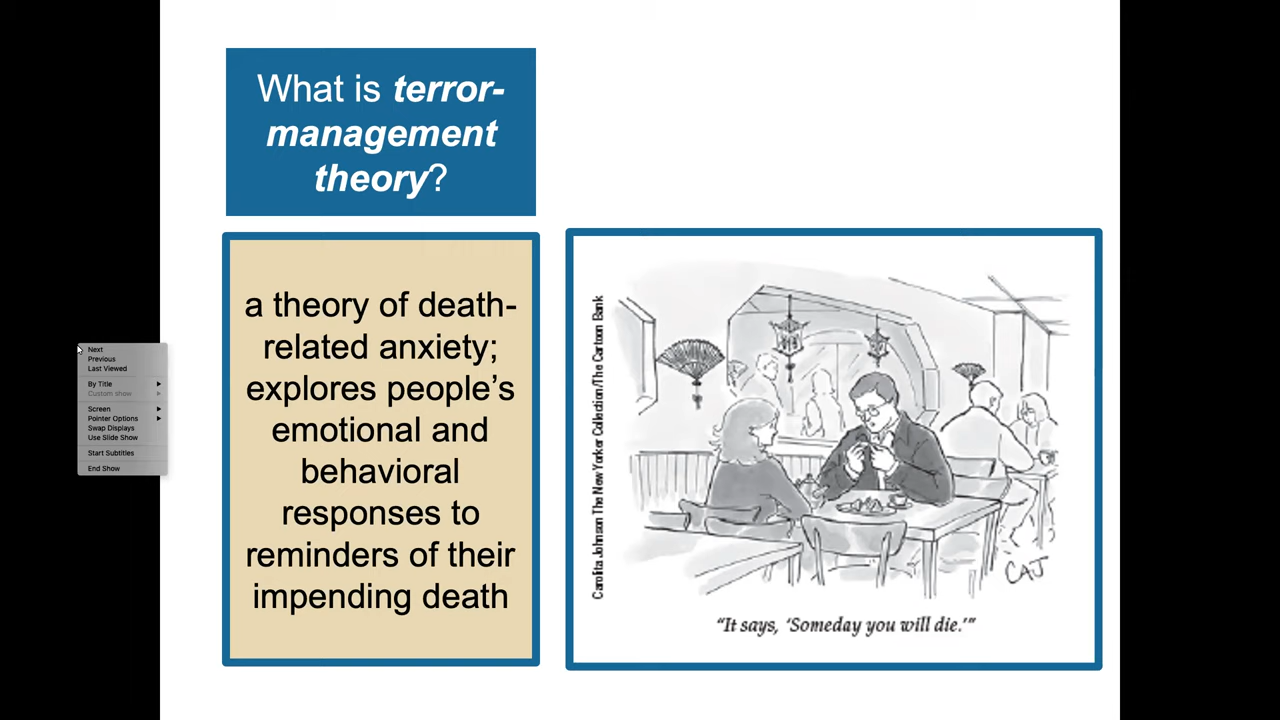 What is terror-
management
theory?
a theory of death-
related anxiety;
explores people’s
emotional and
behavioral
responses to
reminders of their
impending death
Carolita Johnson The New Yorker Collection/The Cartoon Bank
CAJ
“It says, ‘Someday you will die.’”
Next
Previous
Last Viewed
By Title
Custom show
Screen
Pointer Options
Swap Displays
Use Slide Show
Start Subtitles
End Show